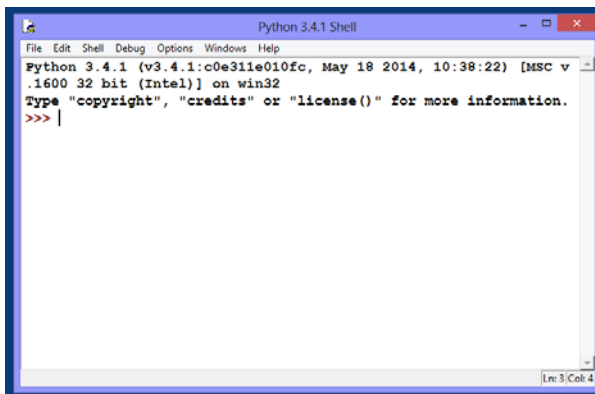 Python 3.4.1 Shell
File Edit Shell Debug Options Windows Help
Python 3.4.1 (v3.4.1:c0e311e010fc, May 18 2014, 10:38:22) [MSC v
.1600 32 bit (Intel)] on win32
Type "copyright", "credits" or "license()" for more information.
>>>
Ln: 3 Col: 4